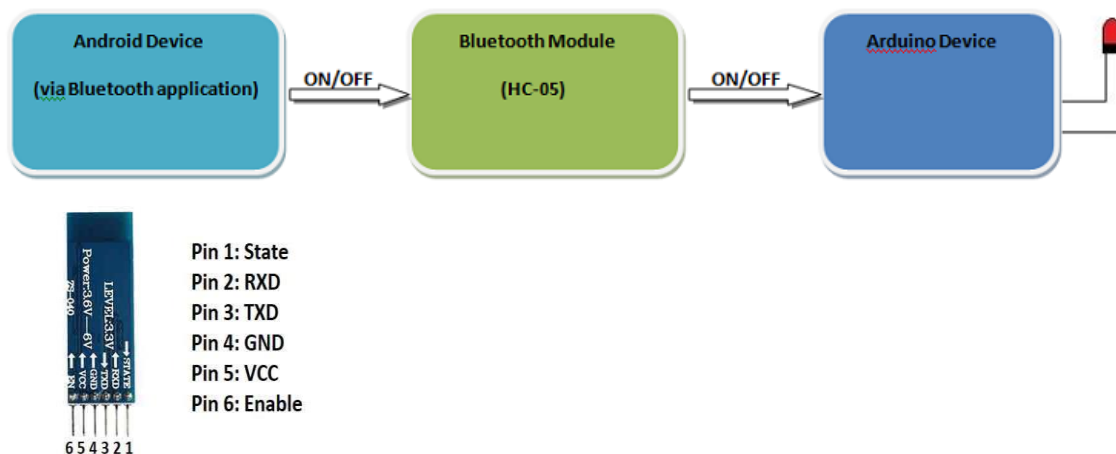 Android Device
(via Bluetooth application)
ON/OFF
Bluetooth Module
(HC-05)
ON/OFF
Arduino Device
Pin 1: State
Pin 2: RXD
Pin 3: TXD
Pin 4: GND
Pin 5: VCC
Pin 6: Enable
ZS-040
Power:3.6V---6V
LEVEL:3.3V
EN
VCC
GND
TXD
RXD
STATE
6 5 4 3 2 1